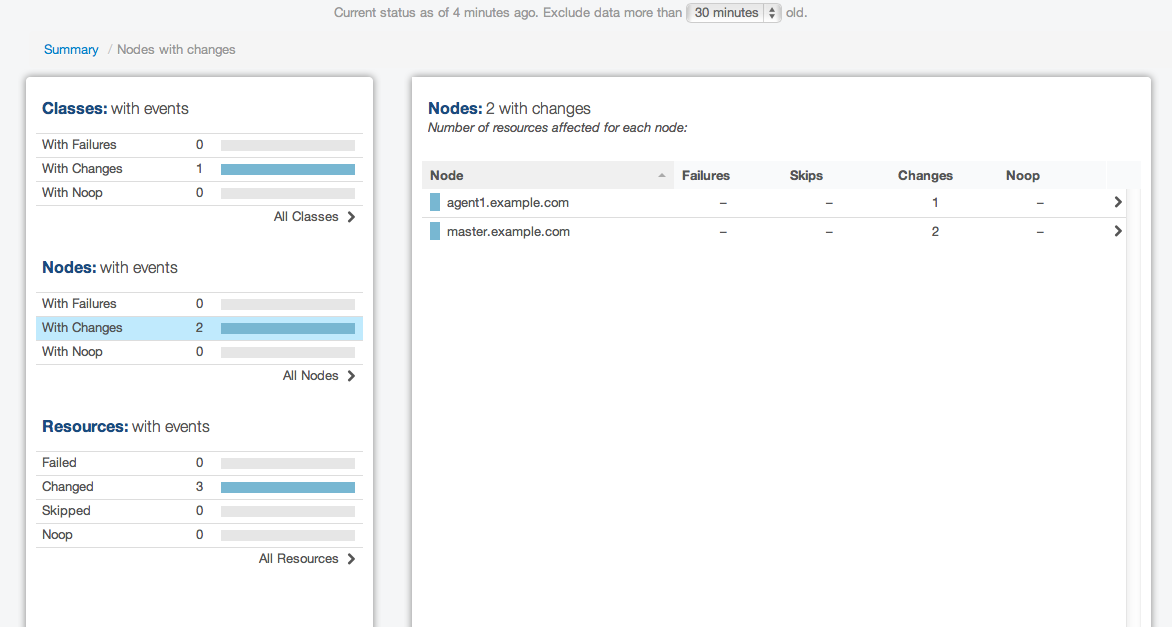 Current status as of 4 minutes ago. Exclude data more than 30 minutes old.
Summary / Nodes with changes
Classes: with events
With Failures 0
With Changes 1
With Noop 0
All Classes
Nodes: with events
With Failures 0
With Changes 2
With Noop 0
All Nodes
Resources: with events
Failed 0
Changed 3
Skipped 0
Noop 0
All Resources
Nodes: 2 with changes
Number of resources affected for each node:
Node Failures Skips Changes Noop
agent1.example.com – – 1 –
master.example.com – – 2 –